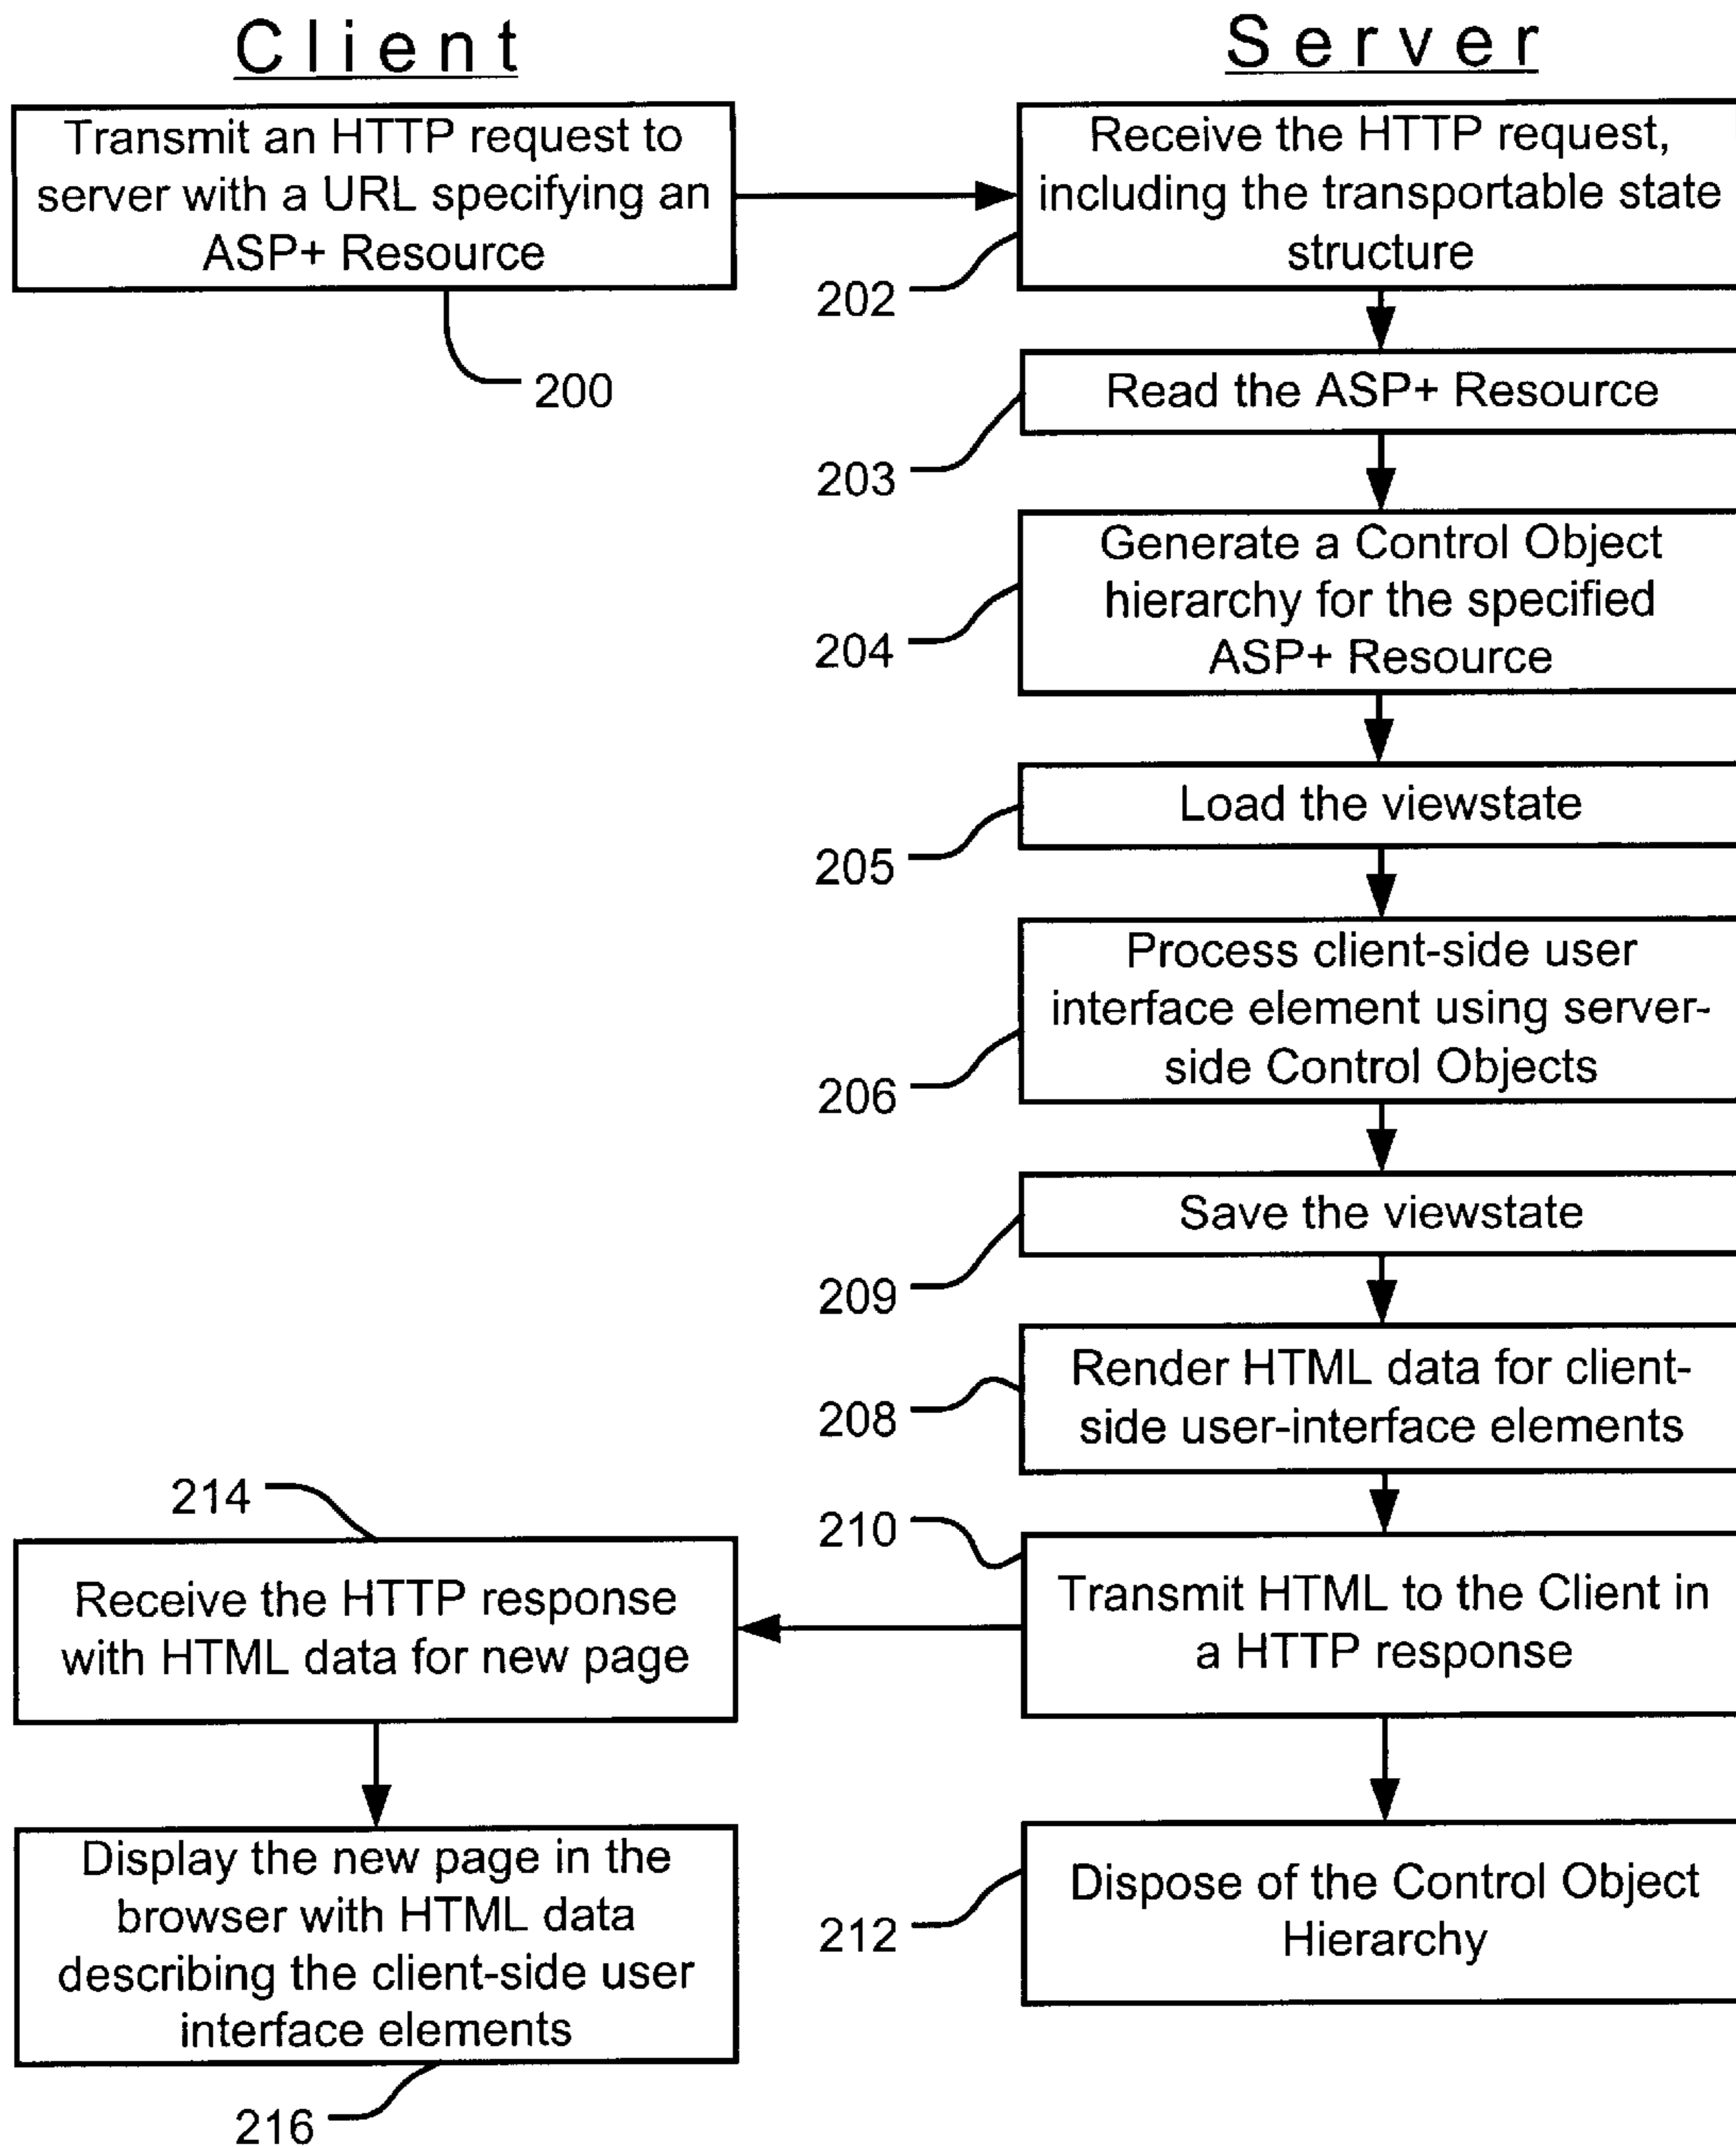 Client
Server
Transmit an HTTP request to
server with a URL specifying an
ASP+ Resource
200
Receive the HTTP request,
including the transportable state
structure
202
Read the ASP+ Resource
203
Generate a Control Object
hierarchy for the specified
ASP+ Resource
204
Load the viewstate
205
Process client-side user
interface element using server-
side Control Objects
206
Save the viewstate
209
Render HTML data for client-
side user-interface elements
208
210
Transmit HTML to the Client in
a HTTP response
214
Receive the HTTP response
with HTML data for new page
Display the new page in the
browser with HTML data
describing the client-side user
interface elements
216
Dispose of the Control Object
Hierarchy
212